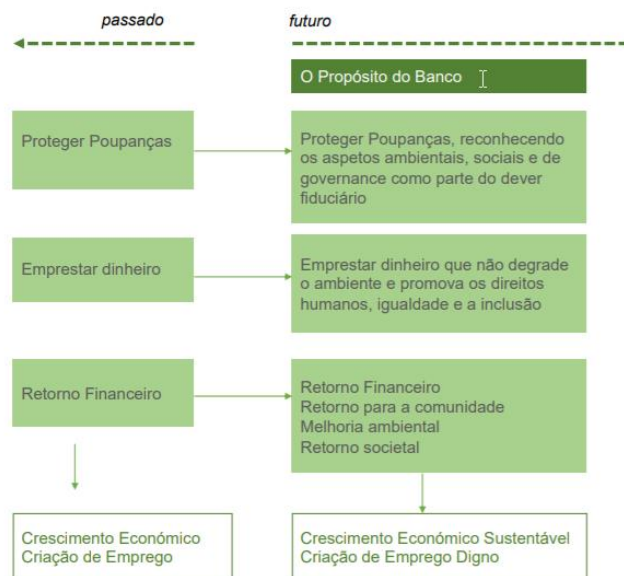 passado
futuro
O Propósito do Banco
Proteger Poupanças
Proteger Poupanças, reconhecendo
os aspetos ambientais, sociais e de
governance como parte do dever
fiduciário
Emprestar dinheiro
Emprestar dinheiro que não degrade
o ambiente e promova os direitos
humanos, igualdade e a inclusão
Retorno Financeiro
Retorno Financeiro
Retorno para a comunidade
Melhoria ambiental
Retorno societal
Crescimento Económico
Criação de Emprego
Crescimento Económico Sustentável
Criação de Emprego Digno